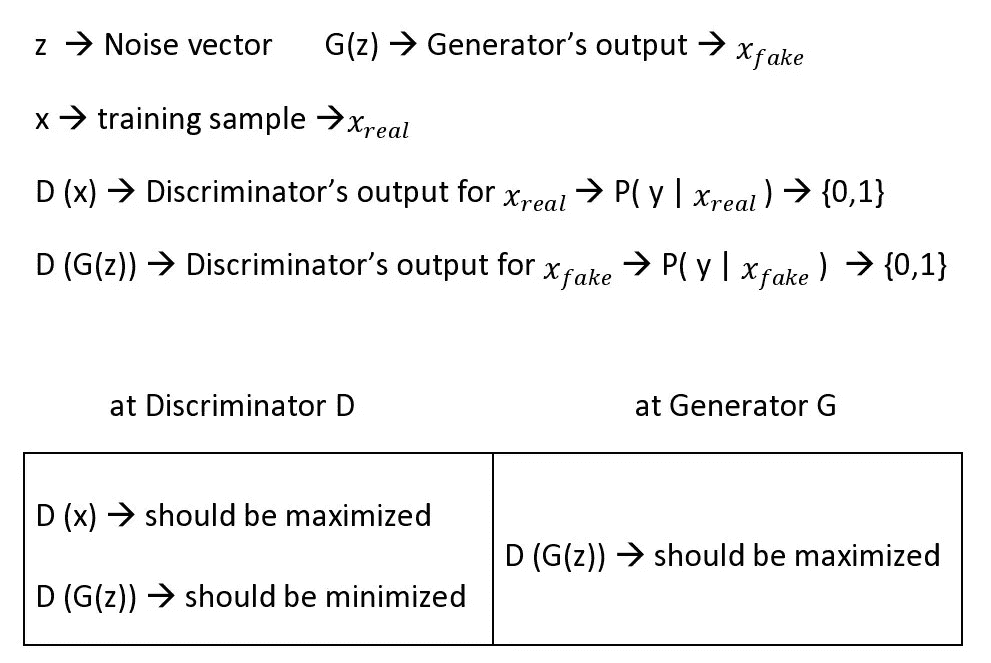 z → Noise vector G(z) → Generator’s output → x_fake
x → training sample → x_real
D (x) → Discriminator’s output for x_real → P( y | x_real ) → {0,1}
D (G(z)) → Discriminator’s output for x_fake → P( y | x_fake ) → {0,1}
at Discriminator D at Generator G
D (x) → should be maximized
D (G(z)) → should be maximized
D (G(z)) → should be minimized